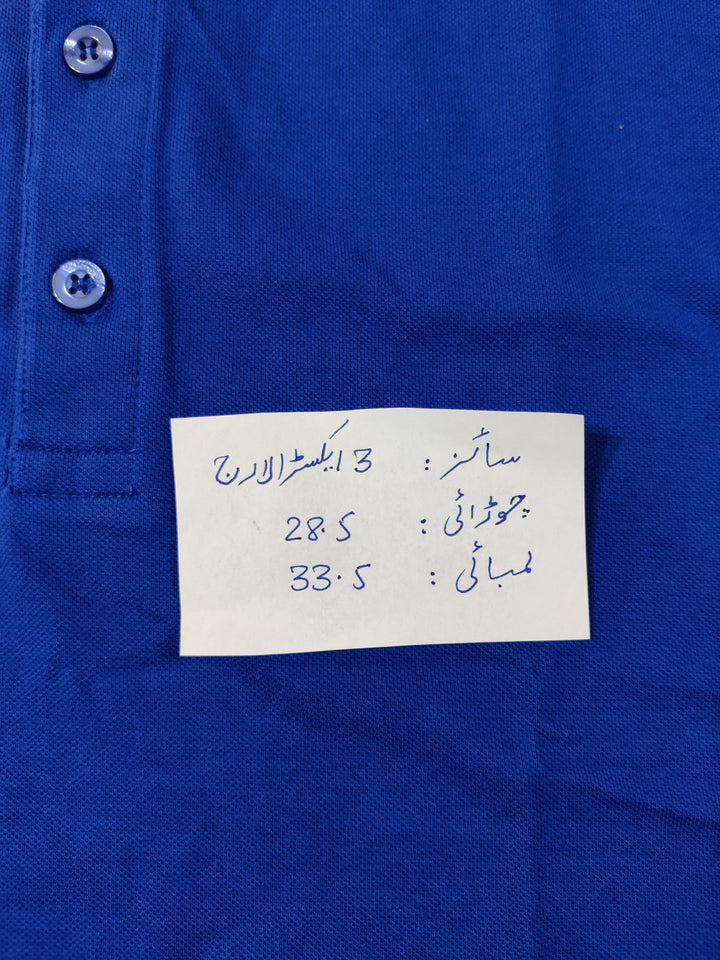 سائز : 3 ایکسٹرا لارج
چوڑائی : 28.5
لمبائی : 33.5